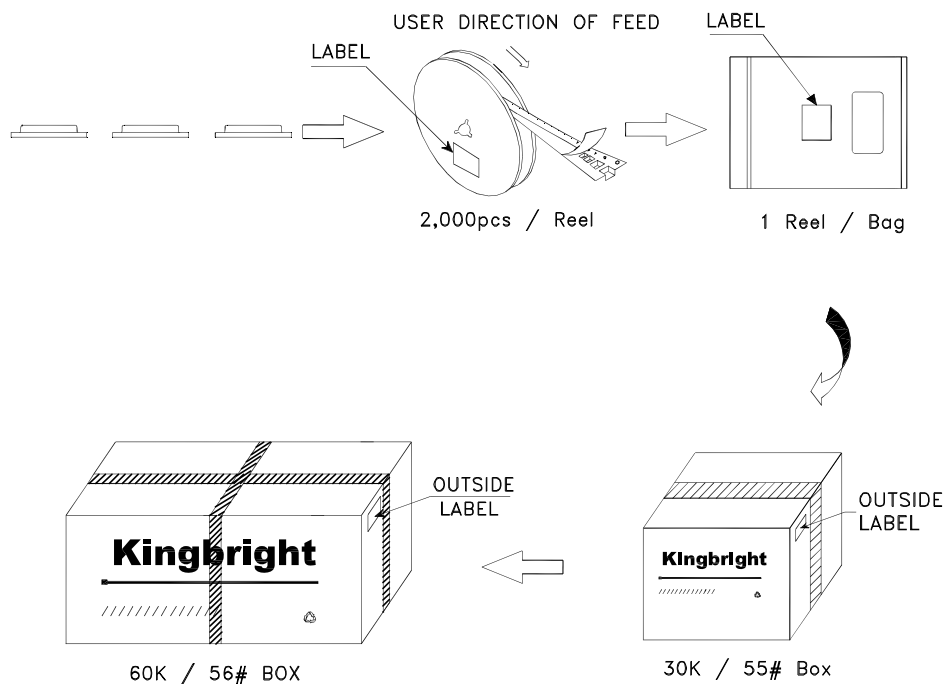 USER DIRECTION OF FEED
LABEL
LABEL
2,000pcs / Reel
1 Reel / Bag
OUTSIDE
LABEL
Kingbright
60K / 56# BOX
OUTSIDE
LABEL
Kingbright
30K / 55# Box